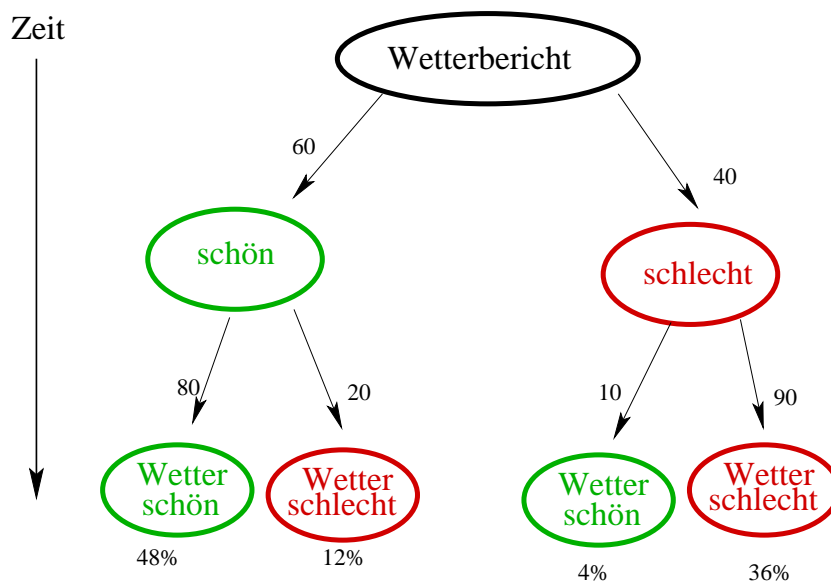 Zeit
Wetterbericht
60
40
schön
schlecht
80
20
10
90
Wetter
schön
Wetter
schlecht
Wetter
schön
Wetter
schlecht
48%
12%
4%
36%